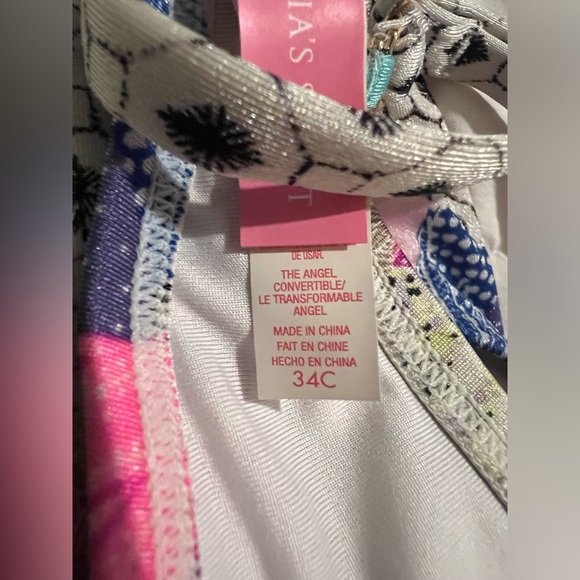 IA'S S
T
DE USAR.
THE ANGEL
CONVERTIBLE/
LE TRANSFORMABLE
ANGEL
MADE IN CHINA
FAIT EN CHINE
HECHO EN CHINA
34C